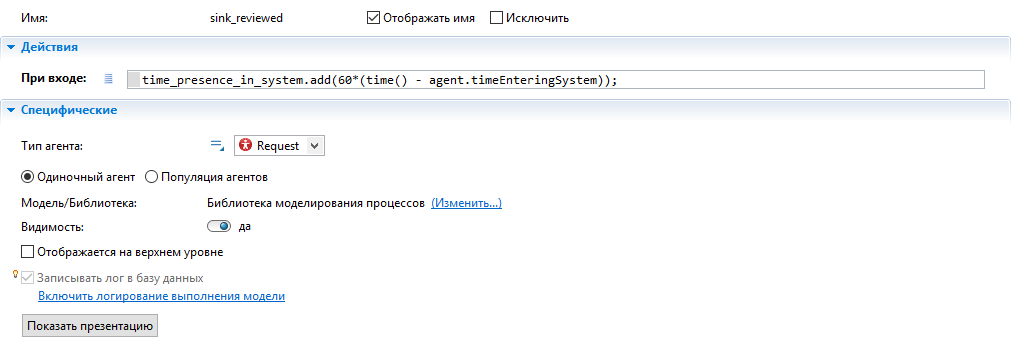 Имя: sink_reviewed Отображать имя Исключить
Действия
При входе: time_presence_in_system.add(60*(time() - agent.timeEnteringSystem));
Специфические
Тип агента: Request
Одиночный агент Популяция агентов
Модель/Библиотека: Библиотека моделирования процессов (Изменить...)
Видимость: да
Отображается на верхнем уровне
Записывать лог в базу данных
Включить логирование выполнения модели
Показать презентацию